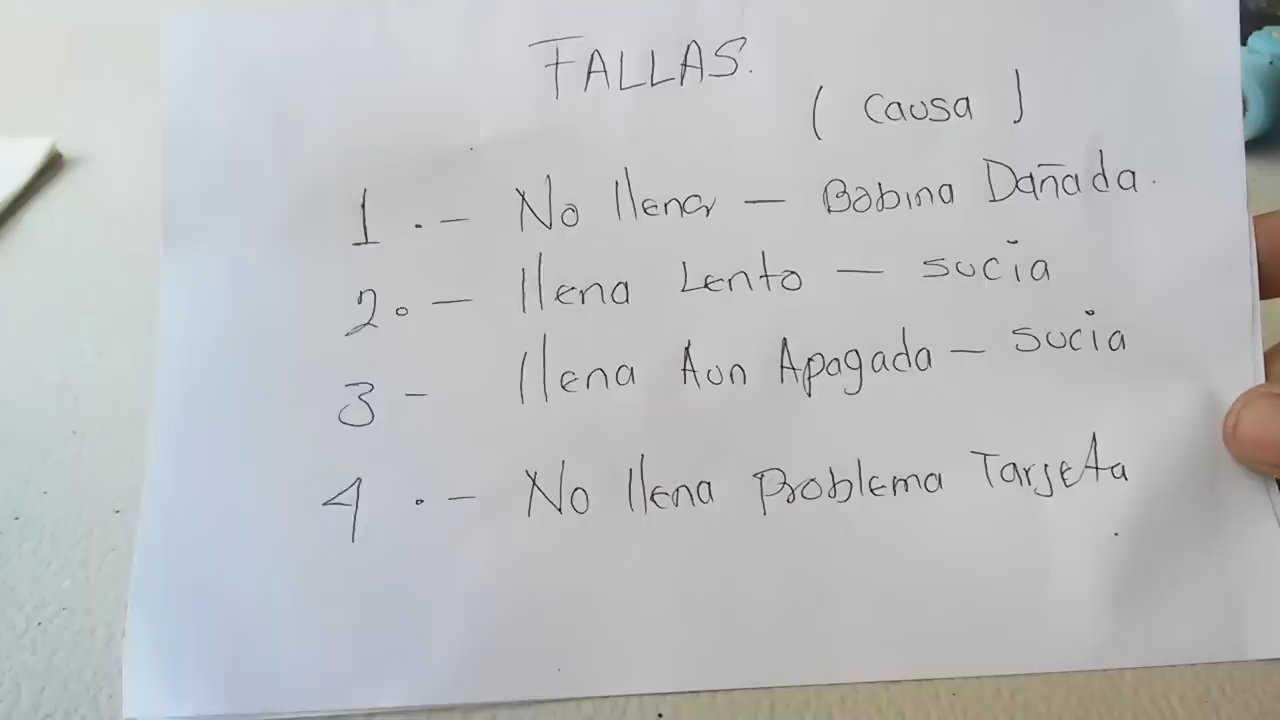 FALLAS.
( causa )
1.- No llena - Bobina Dañada.
2.- llena Lento - sucia
3- llena Aun Apagada - sucia
4.- No llena Problema Tarjeta